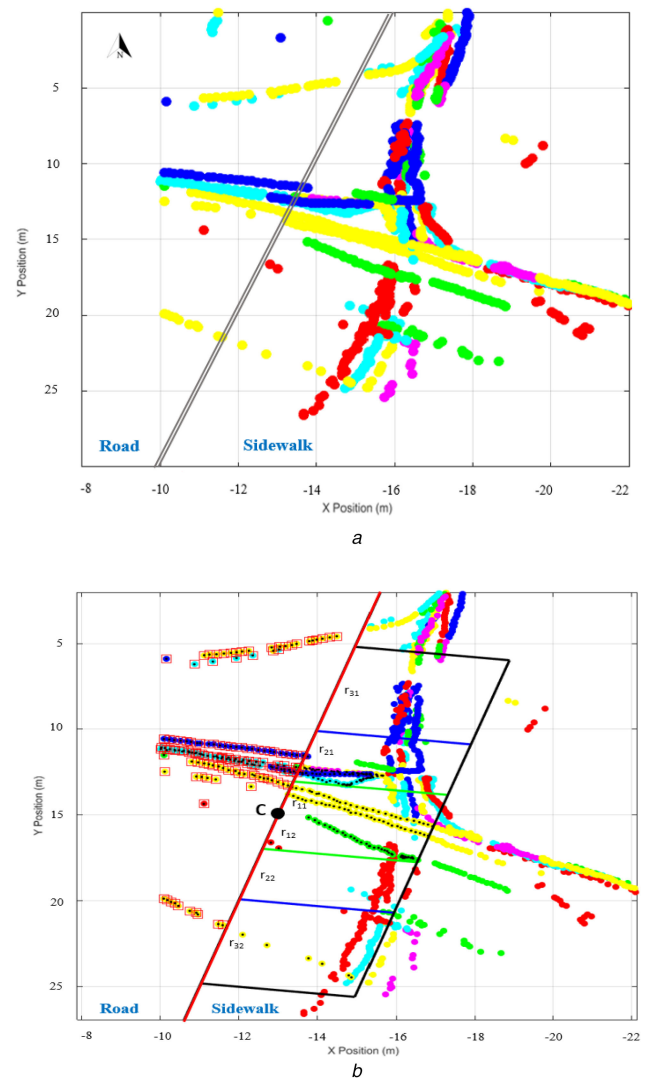 N
5
10
15
20
25
Y Position (m)
Road
Sidewalk
-8 -10 -12 -14 -16 -18 -20 -22
X Position (m)
a
5
10
15
20
25
Y Position (m)
r31
r21
r11
C
r12
r22
r32
Road
Sidewalk
-8 -10 -12 -14 -16 -18 -20 -22
X Position (m)
b